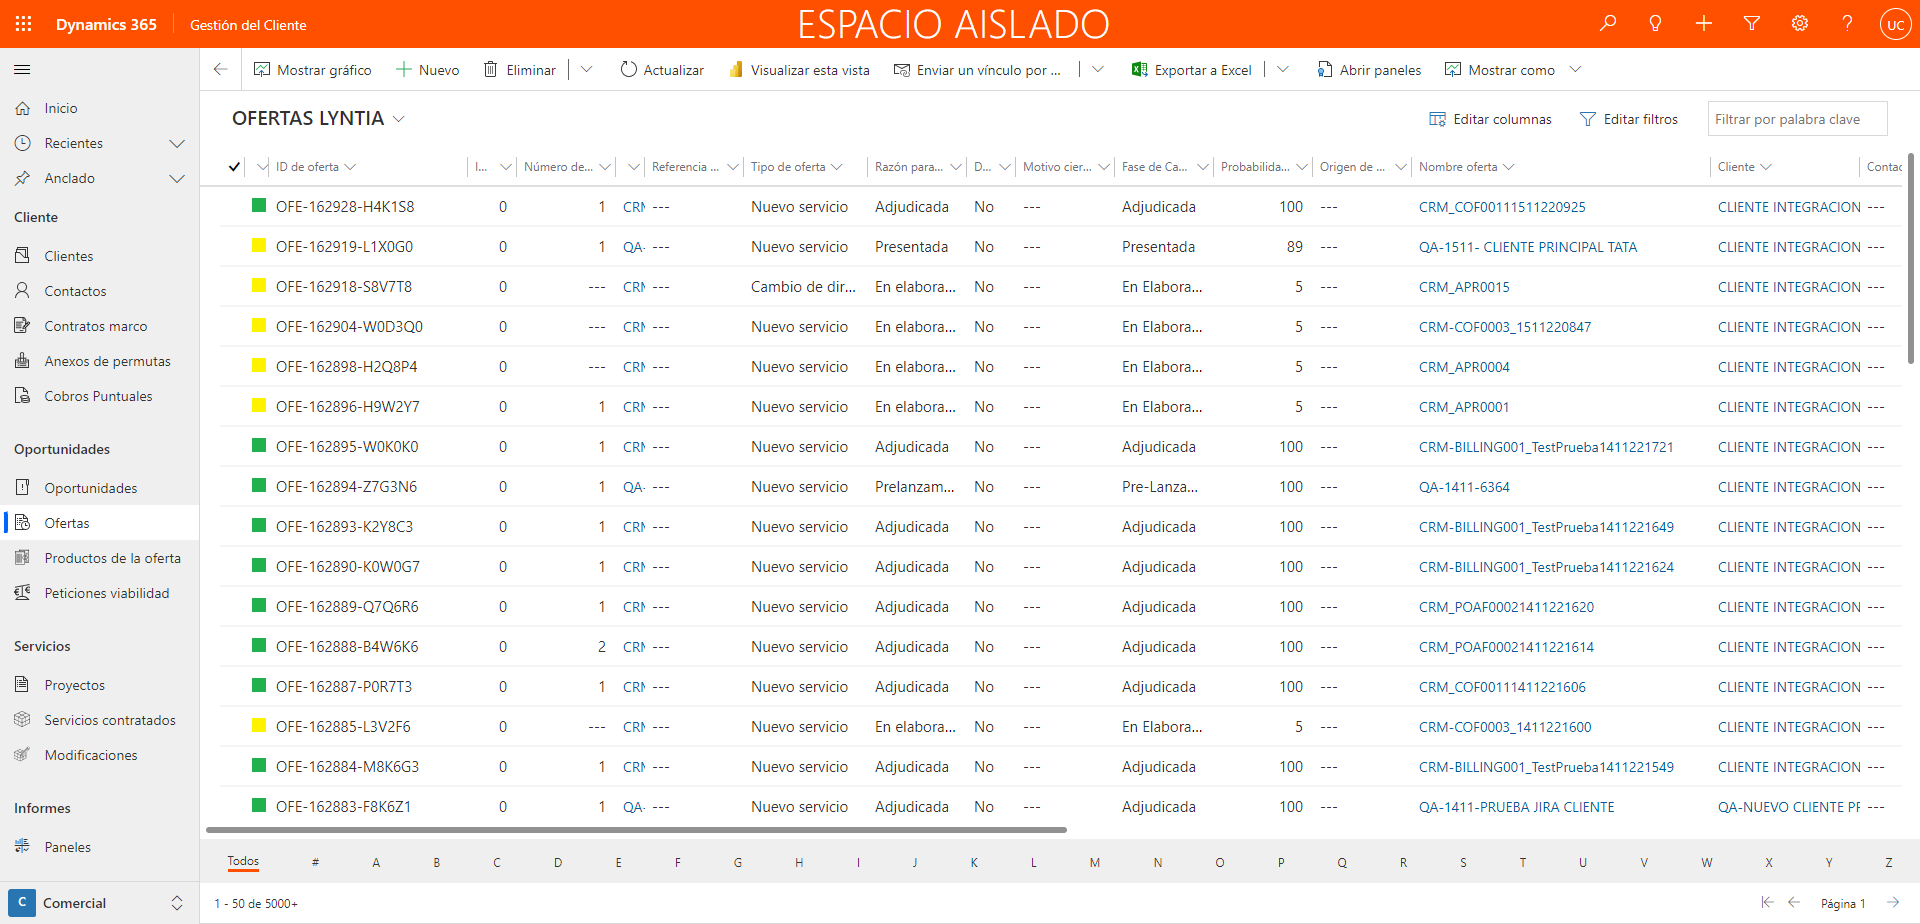 Dynamics 365 Gestión del Cliente ESPACIO AISLADO UC
Mostrar gráfico Nuevo Eliminar Actualizar Visualizar esta vista Enviar un vínculo por ... Exportar a Excel Abrir paneles Mostrar como
Inicio
Recientes
Anclado
Cliente
Clientes
Contactos
Contratos marco
Anexos de permutas
Cobros Puntuales
Oportunidades
Oportunidades
Ofertas
Productos de la oferta
Peticiones viabilidad
Servicios
Proyectos
Servicios contratados
Modificaciones
Informes
Paneles
C Comercial
OFERTAS LYNTIA Editar columnas Editar filtros Filtrar por palabra clave
ID de oferta I... Número de... Referencia ... Tipo de oferta Razón para... D... Motivo cier... Fase de Ca... Probabilida... Origen de ... Nombre oferta Cliente Contac
OFE-162928-H4K1S8 0 1 CRM --- Nuevo servicio Adjudicada No --- Adjudicada 100 --- CRM_COF00111511220925 CLIENTE INTEGRACION ---
OFE-162919-L1X0G0 0 1 QA- --- Nuevo servicio Presentada No --- Presentada 89 --- QA-1511- CLIENTE PRINCIPAL TATA CLIENTE INTEGRACION ---
OFE-162918-S8V7T8 0 --- CRM --- Cambio de dir... En elabora... No --- En Elabora... 5 --- CRM_APR0015 CLIENTE INTEGRACION ---
OFE-162904-W0D3Q0 0 --- CRM --- Nuevo servicio En elabora... No --- En Elabora... 5 --- CRM-COF0003_1511220847 CLIENTE INTEGRACION ---
OFE-162898-H2Q8P4 0 --- CRM --- Nuevo servicio En elabora... No --- En Elabora... 5 --- CRM_APR0004 CLIENTE INTEGRACION ---
OFE-162896-H9W2Y7 0 1 CRM --- Nuevo servicio En elabora... No --- En Elabora... 5 --- CRM_APR0001 CLIENTE INTEGRACION ---
OFE-162895-W0K0K0 0 1 CRM --- Nuevo servicio Adjudicada No --- Adjudicada 100 --- CRM-BILLING001_TestPrueba1411221721 CLIENTE INTEGRACION ---
OFE-162894-Z7G3N6 0 1 QA- --- Nuevo servicio Prelanzam... No --- Pre-Lanza... 100 --- QA-1411-6364 CLIENTE INTEGRACION ---
OFE-162893-K2Y8C3 0 1 CRM --- Nuevo servicio Adjudicada No --- Adjudicada 100 --- CRM-BILLING001_TestPrueba1411221649 CLIENTE INTEGRACION ---
OFE-162890-K0W0G7 0 1 CRM --- Nuevo servicio Adjudicada No --- Adjudicada 100 --- CRM-BILLING001_TestPrueba1411221624 CLIENTE INTEGRACION ---
OFE-162889-Q7Q6R6 0 1 CRM --- Nuevo servicio Adjudicada No --- Adjudicada 100 --- CRM_POAF00021411221620 CLIENTE INTEGRACION ---
OFE-162888-B4W6K6 0 2 CRM --- Nuevo servicio Adjudicada No --- Adjudicada 100 --- CRM_POAF00021411221614 CLIENTE INTEGRACION ---
OFE-162887-P0R7T3 0 1 CRM --- Nuevo servicio Adjudicada No --- Adjudicada 100 --- CRM_COF00111411221606 CLIENTE INTEGRACION ---
OFE-162885-L3V2F6 0 --- CRM --- Nuevo servicio En elabora... No --- En Elabora... 5 --- CRM-COF0003_1411221600 CLIENTE INTEGRACION ---
OFE-162884-M8K6G3 0 1 CRM --- Nuevo servicio Adjudicada No --- Adjudicada 100 --- CRM-BILLING001_TestPrueba1411221549 CLIENTE INTEGRACION ---
OFE-162883-F8K6Z1 0 1 QA- --- Nuevo servicio Adjudicada No --- Adjudicada 100 --- QA-1411-PRUEBA JIRA CLIENTE QA-NUEVO CLIENTE PF ---
Todos # A B C D E F G H I J K L M N O P Q R S T U V W X Y Z
1 - 50 de 5000+ Página 1